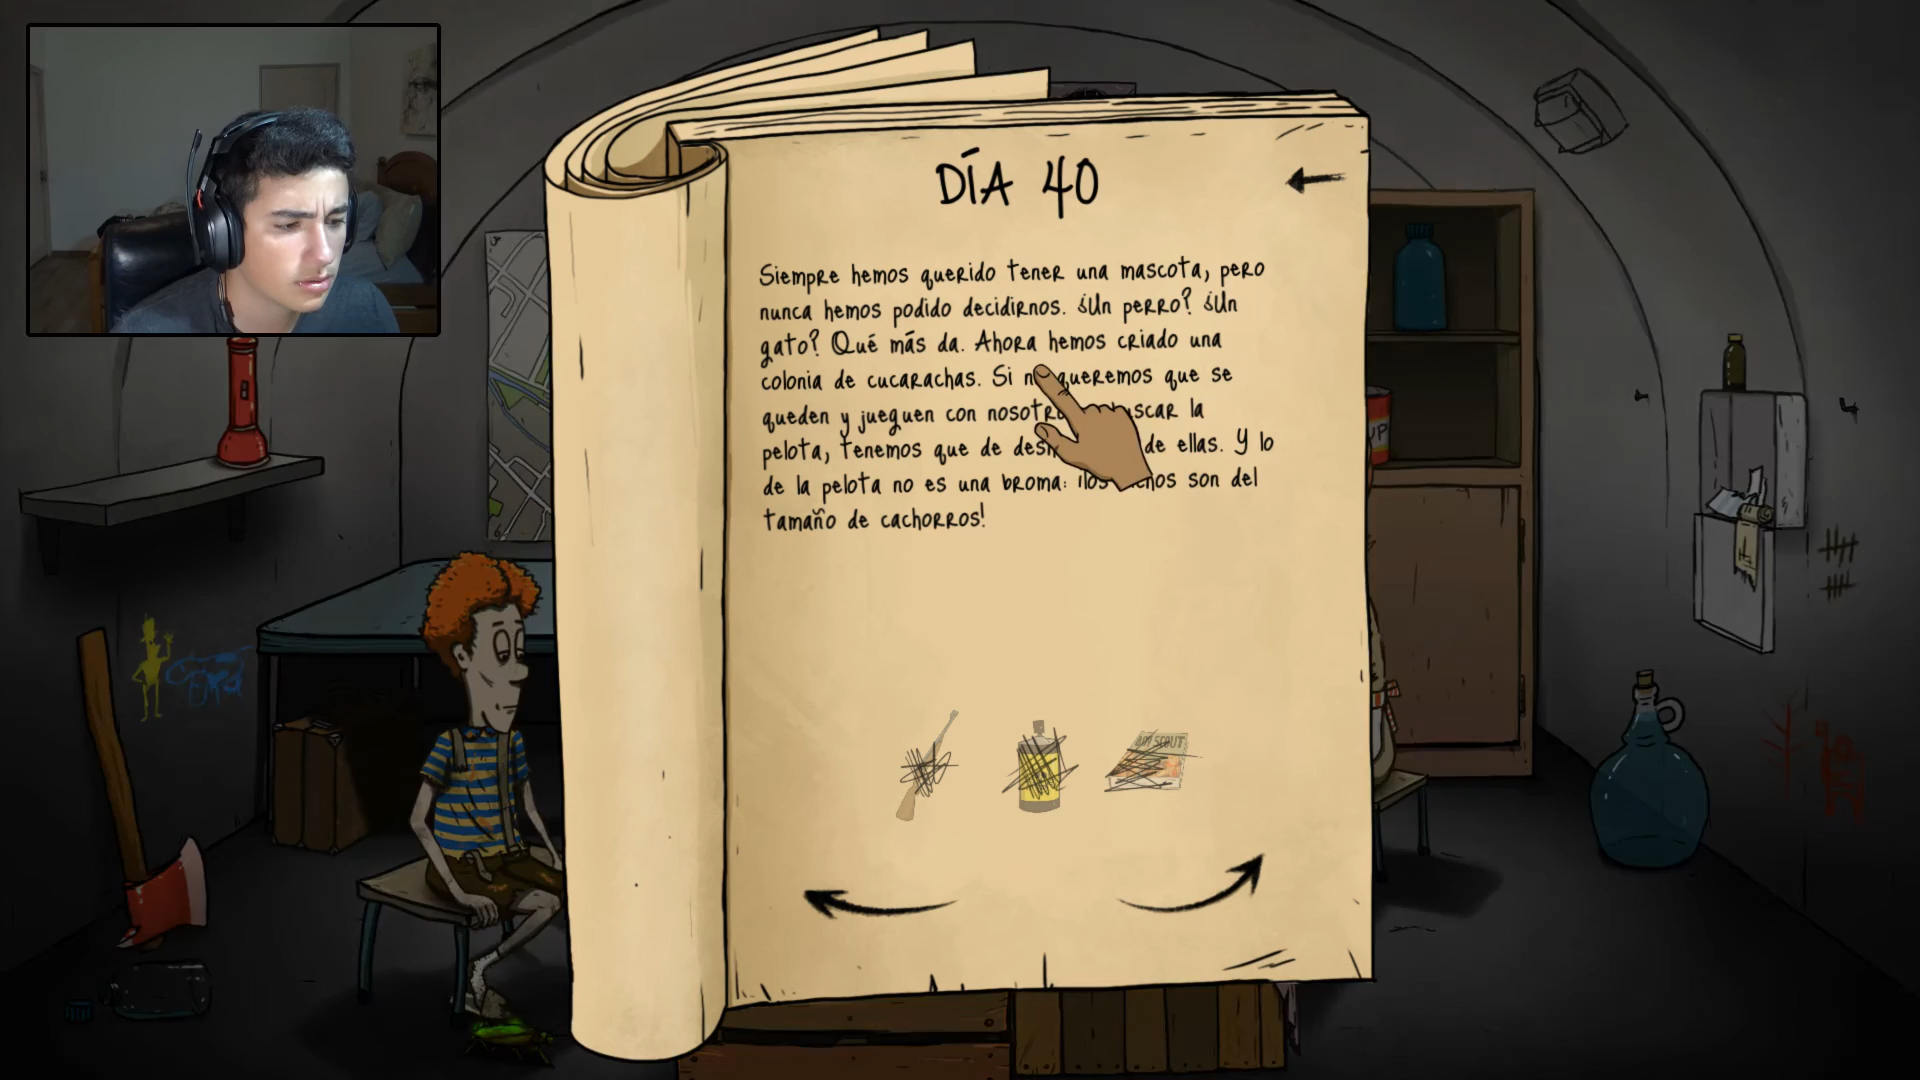 DÍA 40
Siempre hemos querido tener una mascota, pero
nunca hemos podido decidirnos. ¿Un perro? ¿Un
gato? Qué más da. Ahora hemos criado una
colonia de cucarachas. Si queremos que se
queden y jueguen con la
pelota, tenemos que de de ellas. Y lo
de la pelota no es una broma: son del
tamaño de cachorros!
SCOUT